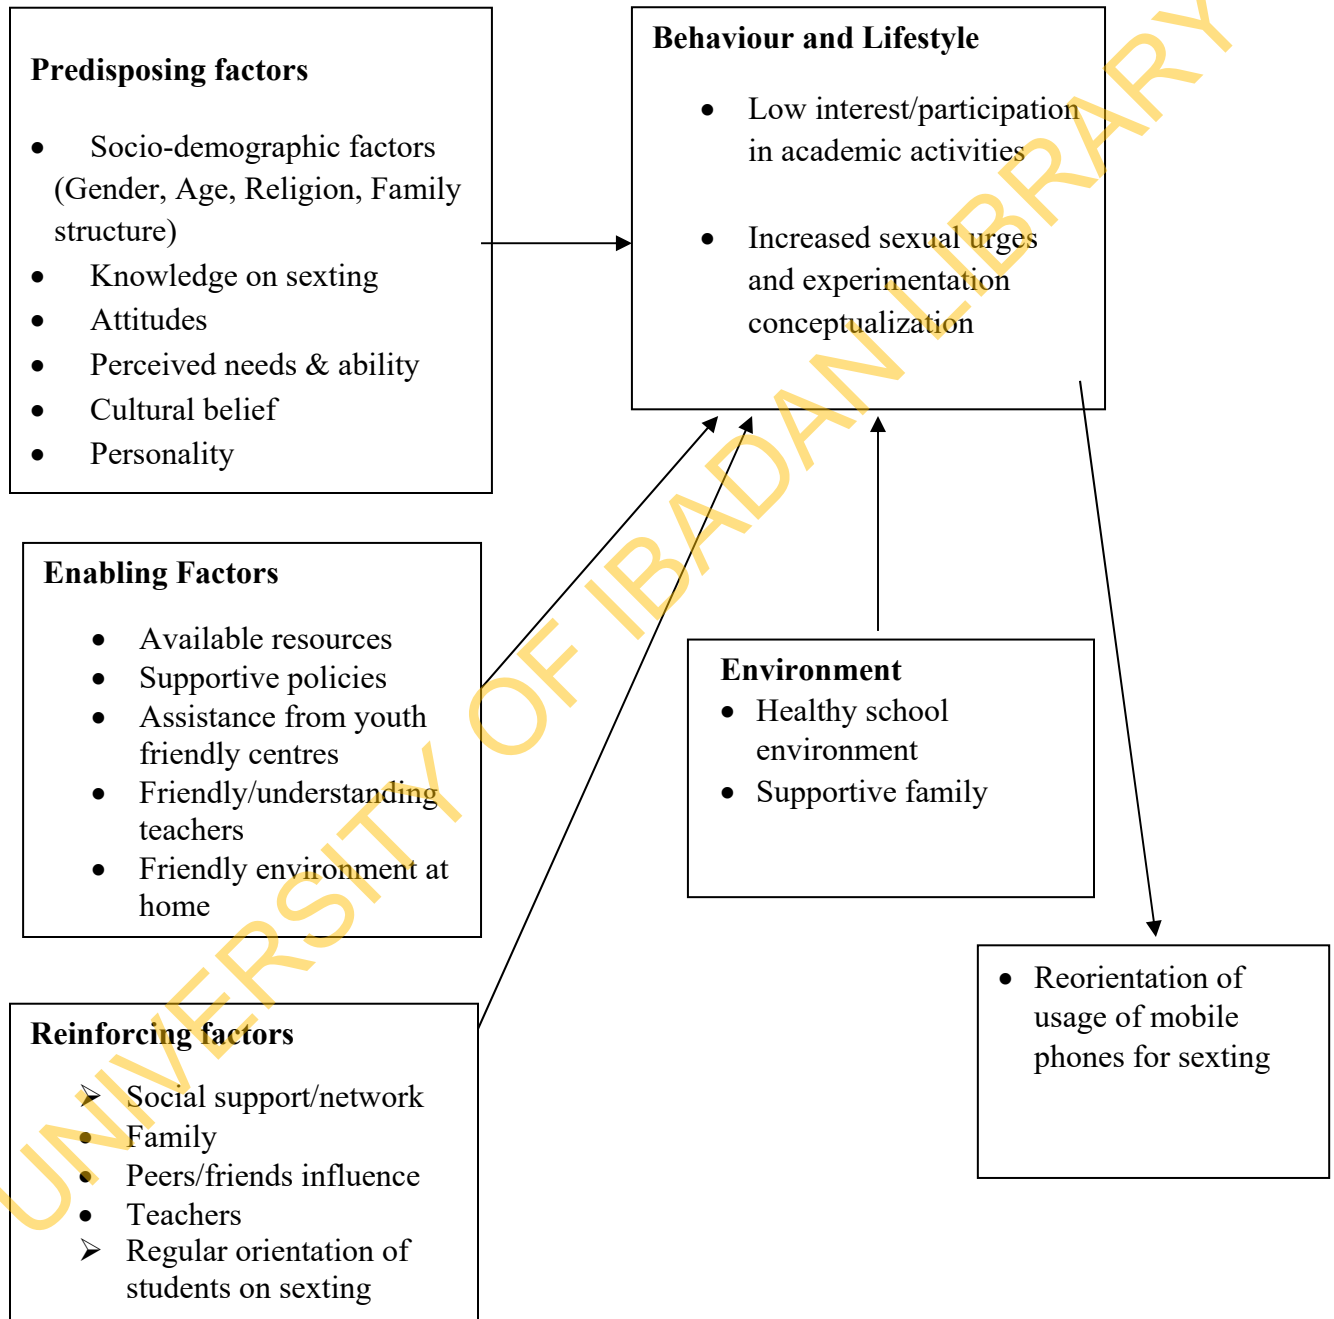 Predisposing factors
• Socio-demographic factors
(Gender, Age, Religion, Family
structure)
• Knowledge on sexting
• Attitudes
• Perceived needs & ability
• Cultural belief
• Personality
Behaviour and Lifestyle
• Low interest/participation
in academic activities
• Increased sexual urges
and experimentation
conceptualization
Enabling Factors
• Available resources
• Supportive policies
• Assistance from youth
friendly centres
• Friendly/understanding
teachers
• Friendly environment at
home
Environment
• Healthy school
environment
• Supportive family
• Reorientation of
usage of mobile
phones for sexting
Reinforcing factors
➢ Social support/network
• Family
• Peers/friends influence
• Teachers
➢ Regular orientation of
students on sexting
UNIVERSITY OF IBADAN LIBRARY